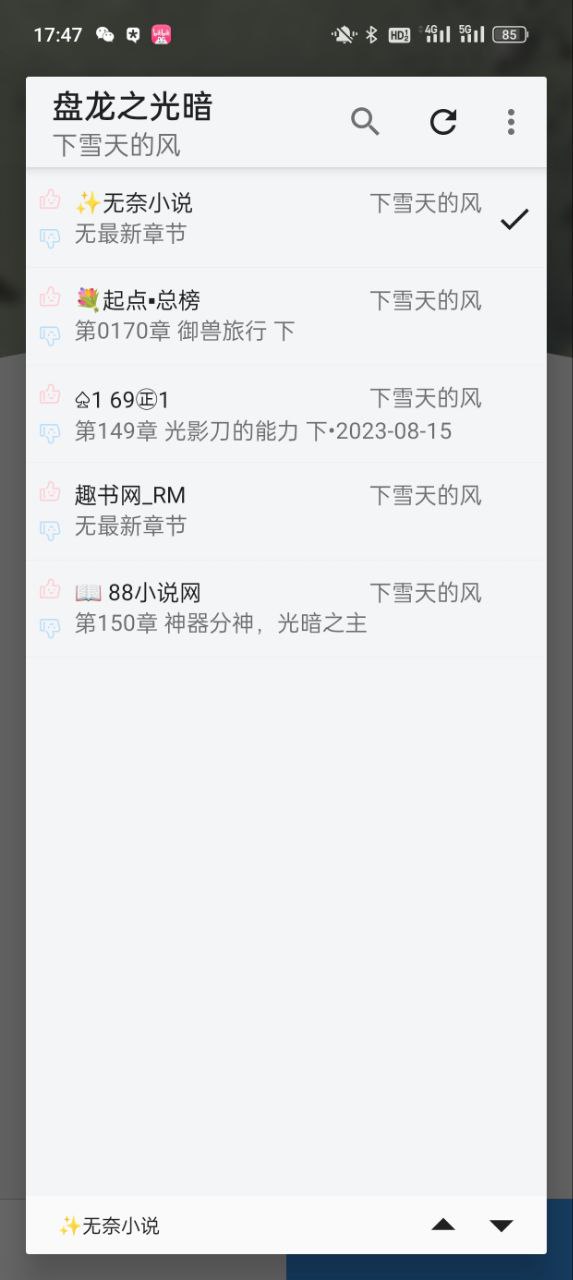 17:47
HD2 4G 5G 85
盘龙之光暗
下雪天的风
✨无奈小说 下雪天的风
无最新章节
💐起点▪总榜 下雪天的风
第0170章 御兽旅行 下
♤1 69㊣1 下雪天的风
第149章 光影刀的能力 下•2023-08-15
趣书网_RM 下雪天的风
无最新章节
📖 88小说网 下雪天的风
第150章 神器分神，光暗之主
✨无奈小说